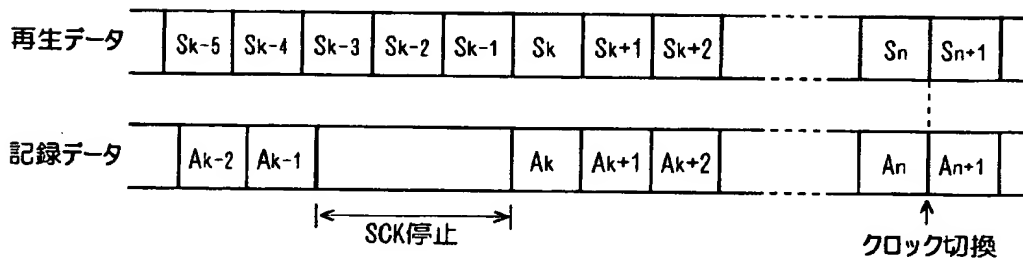 再生データ Sk-5 Sk-4 Sk-3 Sk-2 Sk-1 Sk Sk+1 Sk+2 Sn Sn+1
記録データ Ak-2 Ak-1 Ak Ak+1 Ak+2 An An+1
SCK停止
クロック切換